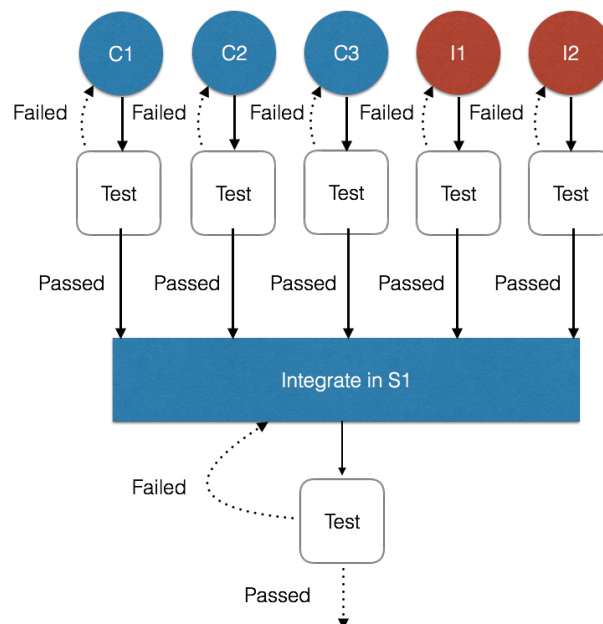 C1
C2
C3
I1
I2
Failed
Failed
Failed
Failed
Failed
Test
Test
Test
Test
Test
Passed
Passed
Passed
Passed
Passed
Integrate in S1
Failed
Test
Passed